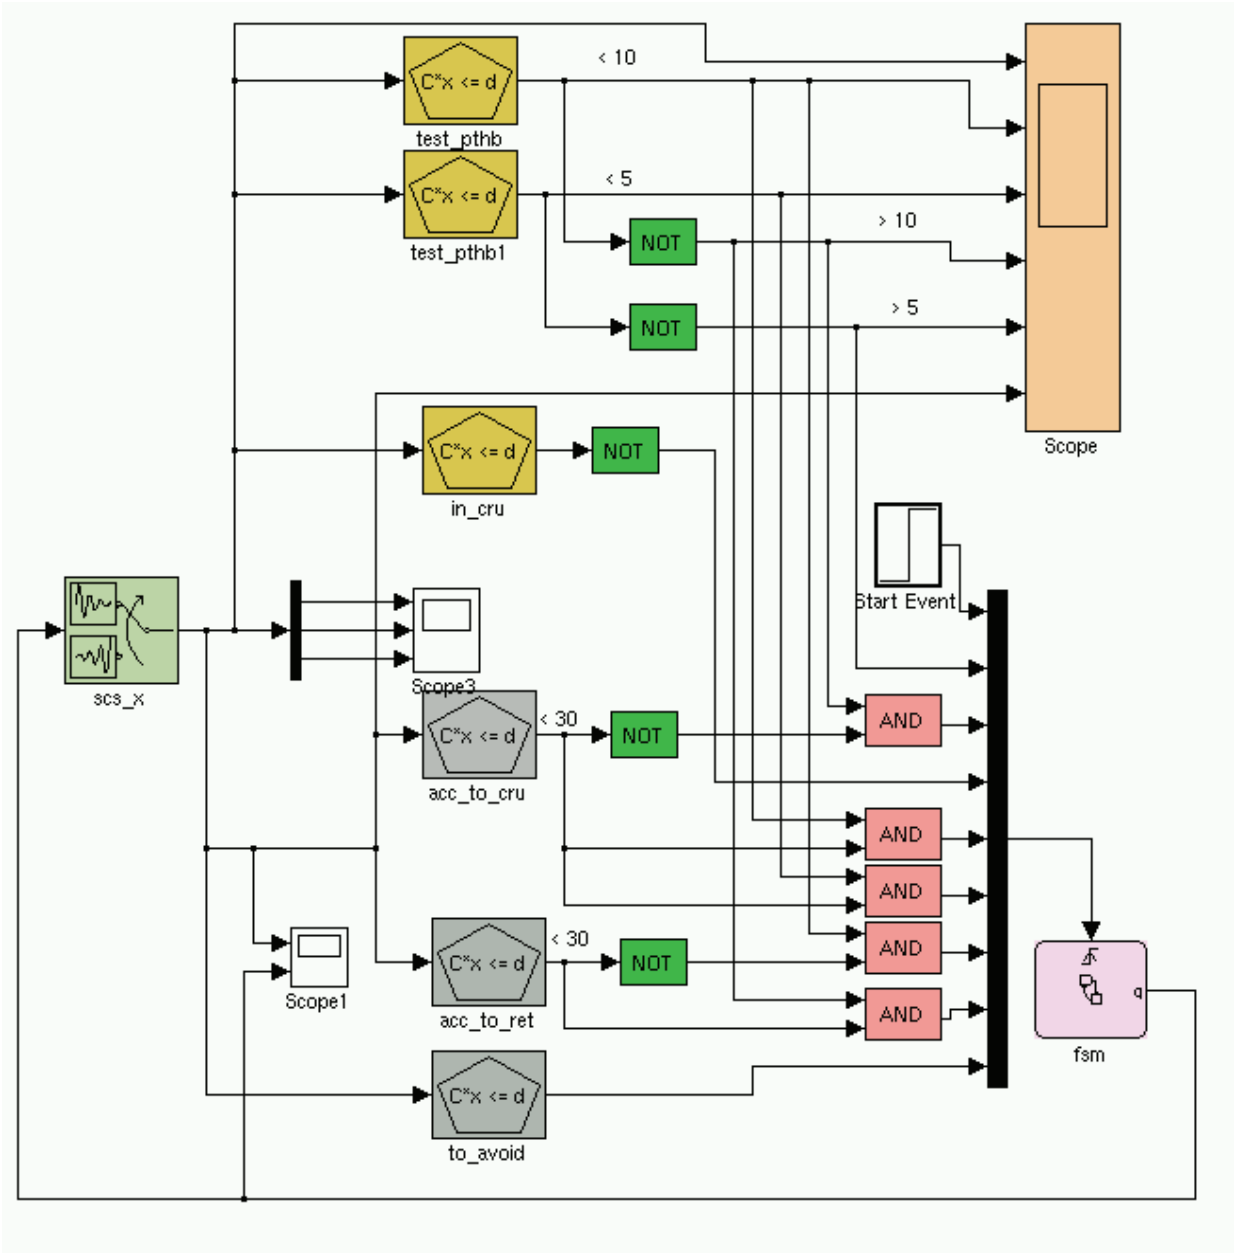 < 10
C*x <= d
test_pthb
< 5
C*x <= d
test_pthb1
NOT
> 10
NOT
> 5
C*x <= d
in_cru
NOT
Scope
Start Event
scs_x
Scope3
C*x <= d
acc_to_cru
< 30
NOT
AND
AND
AND
C*x <= d
acc_to_ret
< 30
NOT
AND
Scope1
AND
q
fsm
C*x <= d
to_avoid